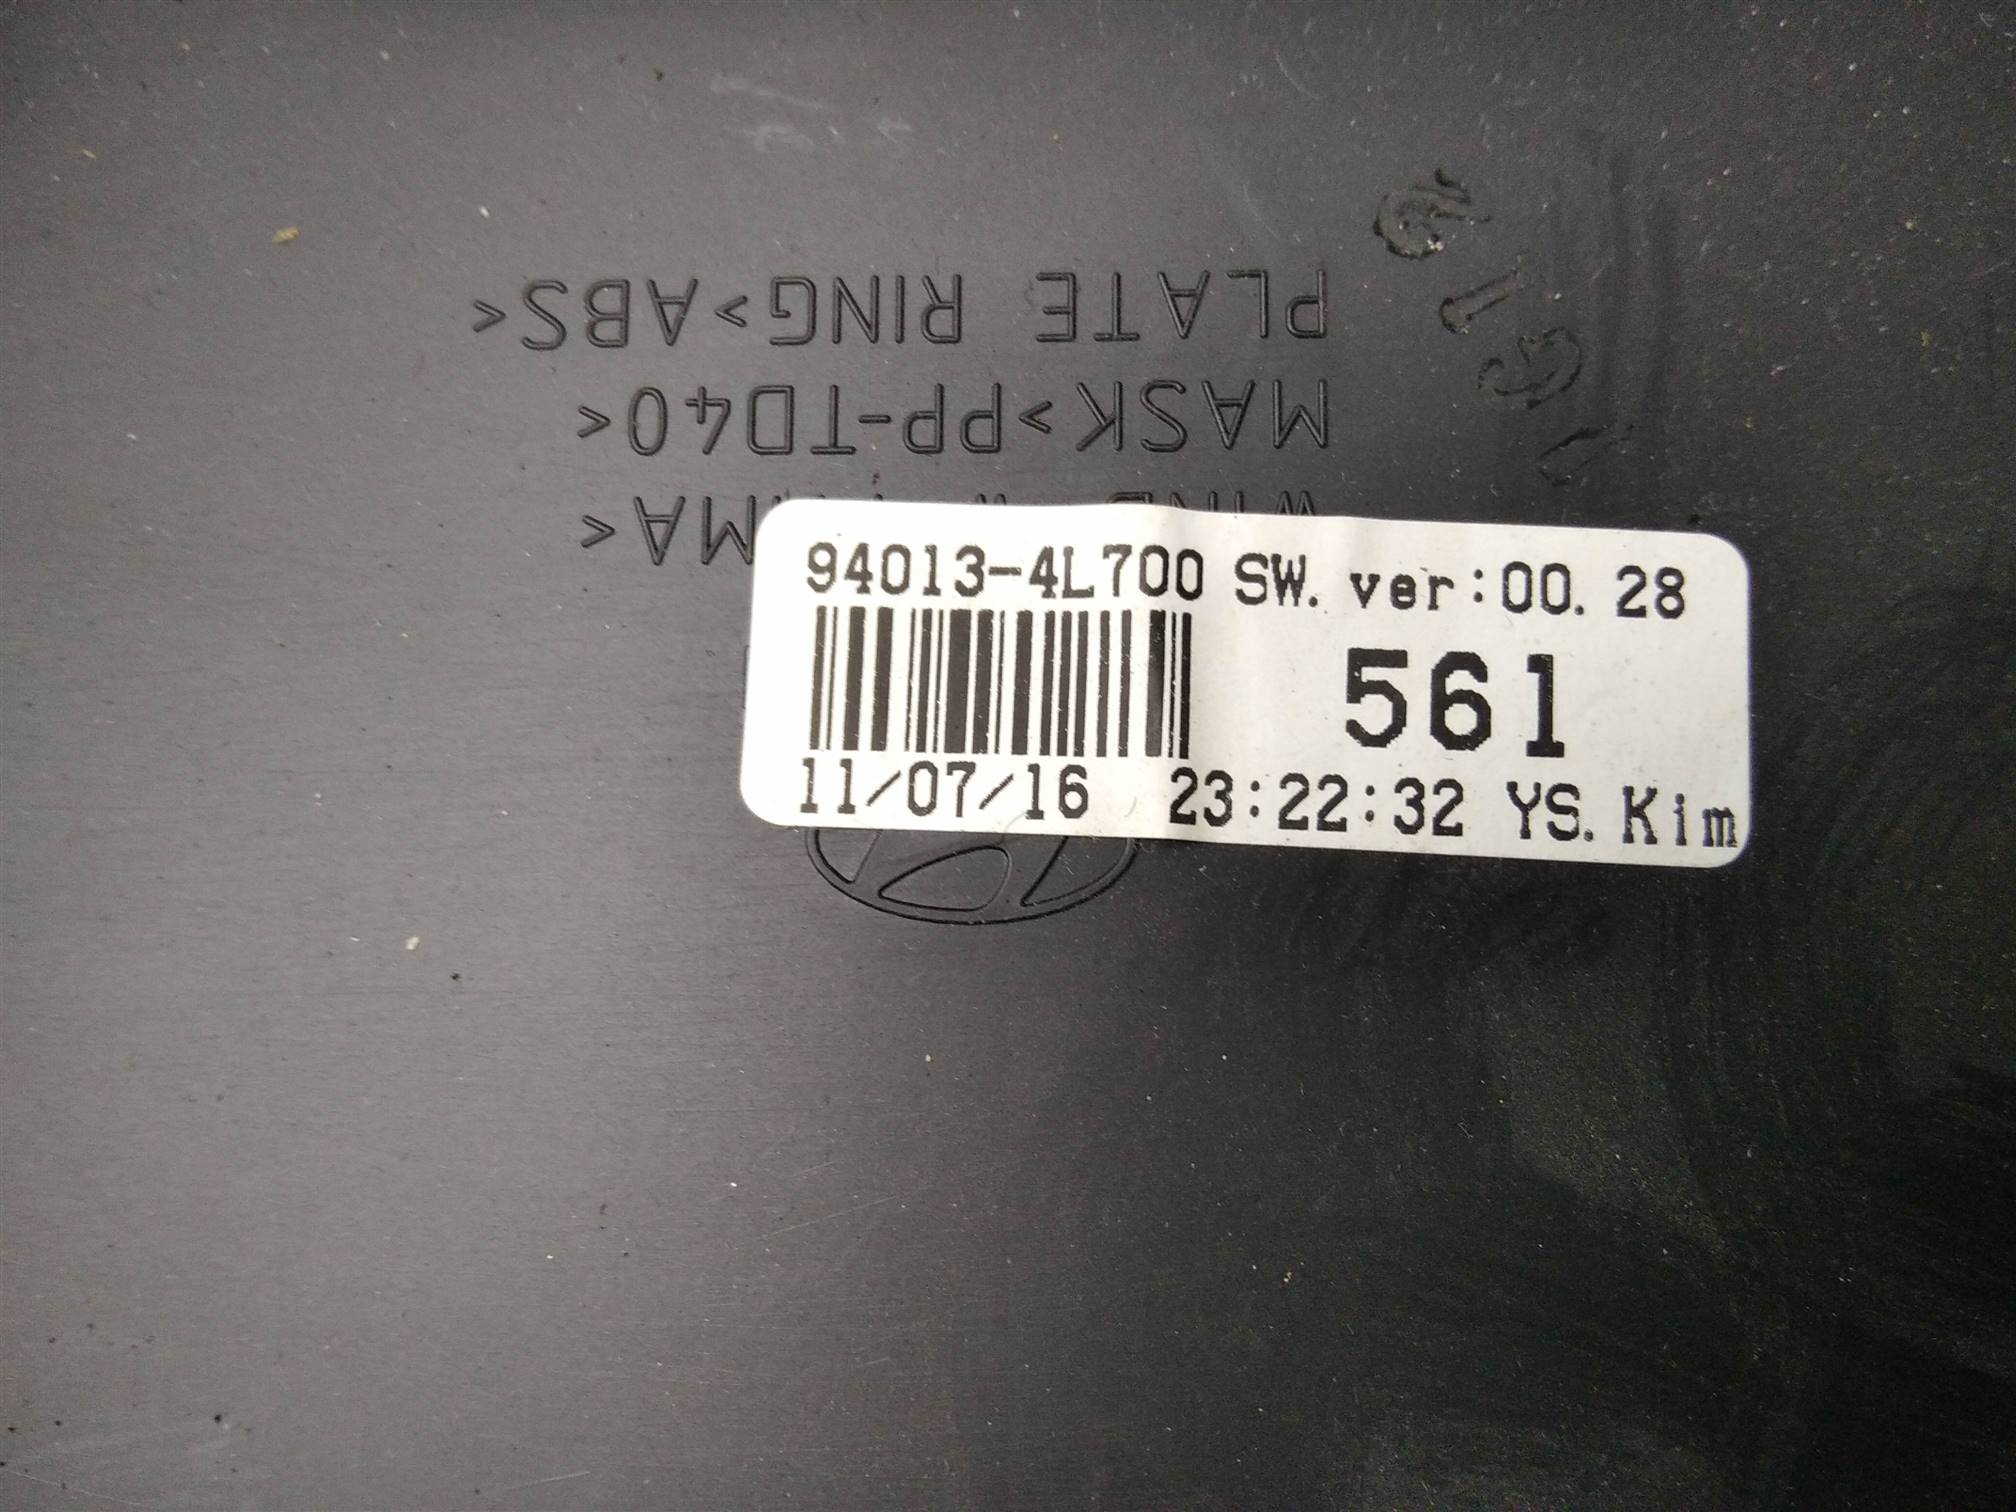 PLATE RING>ABS<
MASK>PP-TD40<
94013-4L700 SW. ver:00. 28
561
11/07/16 23:22:32 YS.Kim